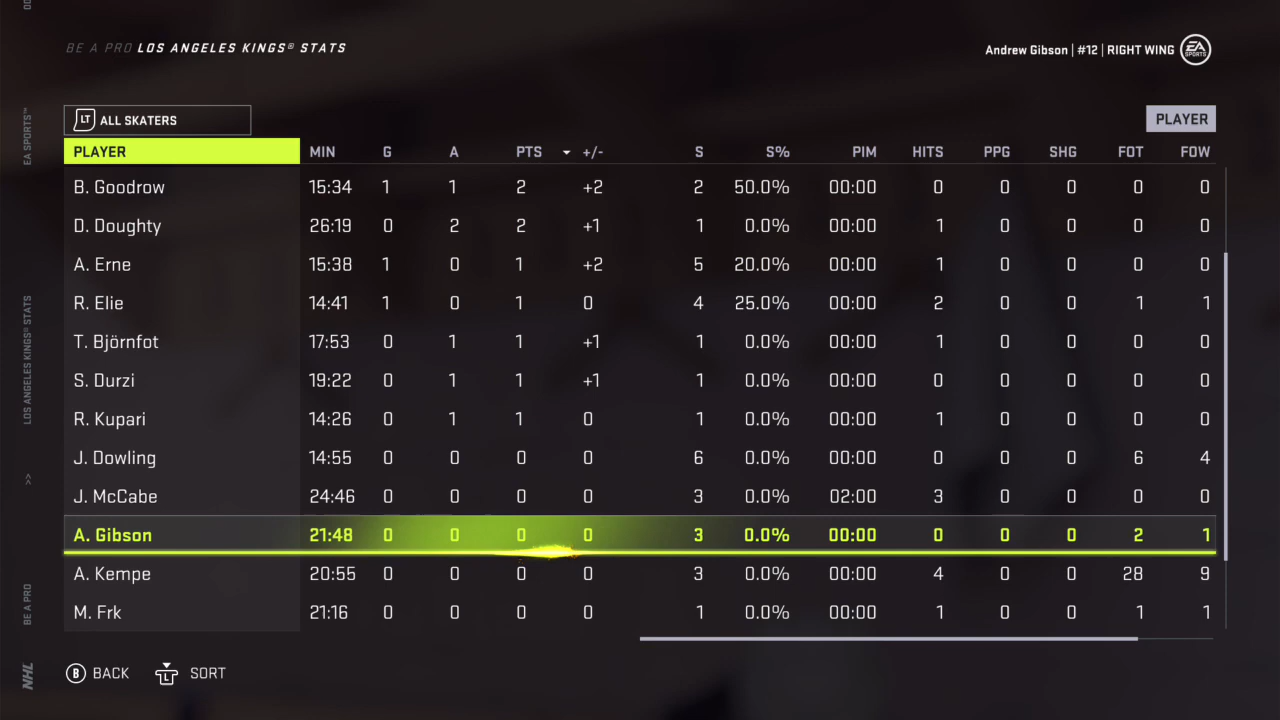 BE A PRO LOS ANGELES KINGS® STATS
Andrew Gibson | #12 | RIGHT WING EA SPORTS
LT ALL SKATERS
PLAYER
PLAYER MIN G A PTS +/- S S% PIM HITS PPG SHG FOT FOW
B. Goodrow 15:34 1 1 2 +2 2 50.0% 00:00 0 0 0 0 0
D. Doughty 26:19 0 2 2 +1 1 0.0% 00:00 1 0 0 0 0
A. Erne 15:38 1 0 1 +2 5 20.0% 00:00 1 0 0 0 0
R. Elie 14:41 1 0 1 0 4 25.0% 00:00 2 0 0 1 1
T. Björnfot 17:53 0 1 1 +1 1 0.0% 00:00 1 0 0 0 0
S. Durzi 19:22 0 1 1 +1 1 0.0% 00:00 0 0 0 0 0
R. Kupari 14:26 0 1 1 0 1 0.0% 00:00 1 0 0 0 0
J. Dowling 14:55 0 0 0 0 6 0.0% 00:00 0 0 0 6 4
J. McCabe 24:46 0 0 0 0 3 0.0% 02:00 3 0 0 0 0
A. Gibson 21:48 0 0 0 0 3 0.0% 00:00 0 0 0 2 1
A. Kempe 20:55 0 0 0 0 3 0.0% 00:00 4 0 0 28 9
M. Frk 21:16 0 0 0 0 1 0.0% 00:00 1 0 0 1 1
B BACK L SORT
NHL BE A PRO >> LOS ANGELES KINGS® STATS EA SPORTS™